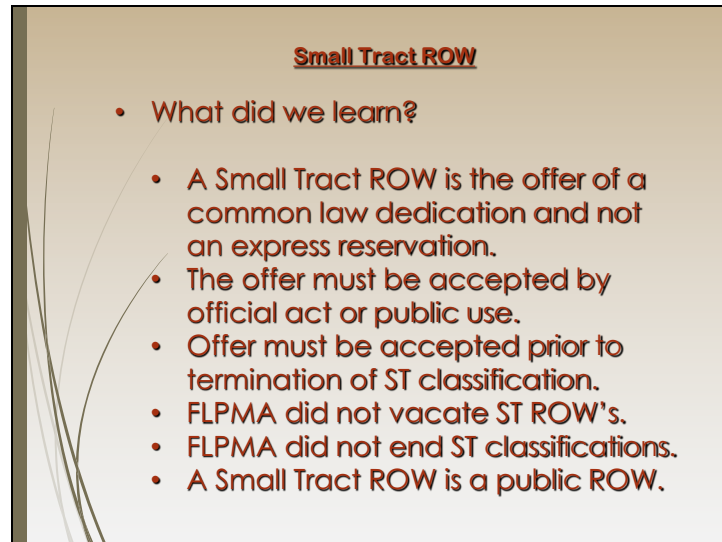 Small Tract ROW
• What did we learn?
• A Small Tract ROW is the offer of a
common law dedication and not
an express reservation.
• The offer must be accepted by
official act or public use.
• Offer must be accepted prior to
termination of ST classification.
• FLPMA did not vacate ST ROW's.
• FLPMA did not end ST classifications.
• A Small Tract ROW is a public ROW.